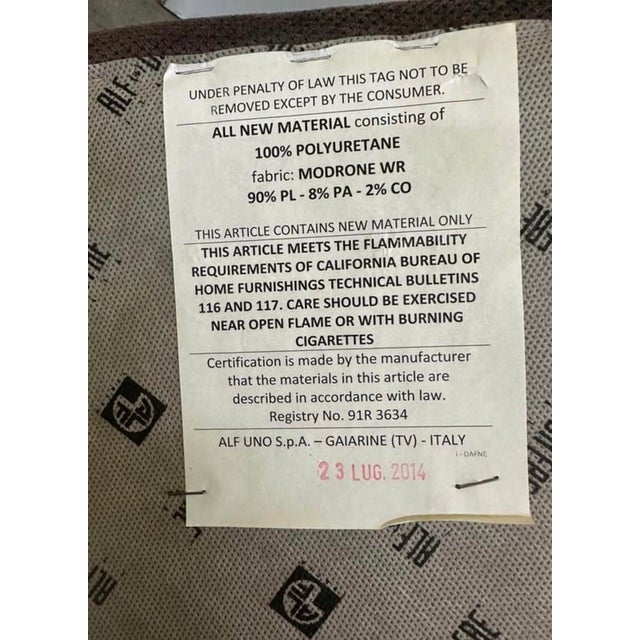 UNDER PENALTY OF LAW THIS TAG NOT TO BE
REMOVED EXCEPT BY THE CONSUMER.
ALL NEW MATERIAL consisting of
100% POLYURETANE
fabric: MODRONE WR
90% PL - 8% PA - 2% CO
THIS ARTICLE CONTAINS NEW MATERIAL ONLY
THIS ARTICLE MEETS THE FLAMMABILITY
REQUIREMENTS OF CALIFORNIA BUREAU OF
HOME FURNISHINGS TECHNICAL BULLETINS
116 AND 117. CARE SHOULD BE EXERCISED
NEAR OPEN FLAME OR WITH BURNING
CIGARETTES
Certification is made by the manufacturer
that the materials in this article are
described in accordance with law.
Registry No. 91R 3634
ALF UNO S.p.A. – GAIARINE (TV) - ITALY
I - DAFNE
23 LUG. 2014